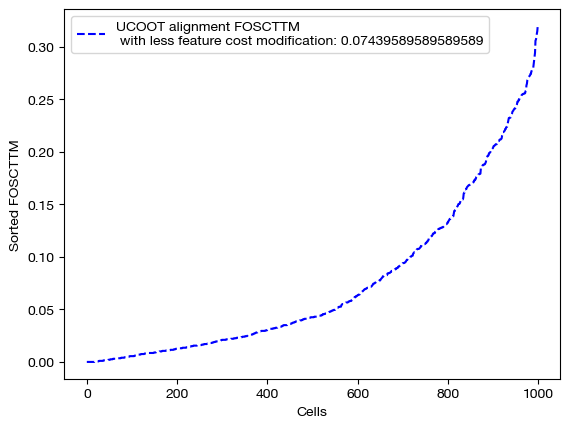 UCOOT alignment FOSCTTM
with less feature cost modification: 0.07439589589589589
0.30
0.25
0.20
0.15
0.10
0.05
0.00
Sorted FOSCTTM
0 200 400 600 800 1000
Cells